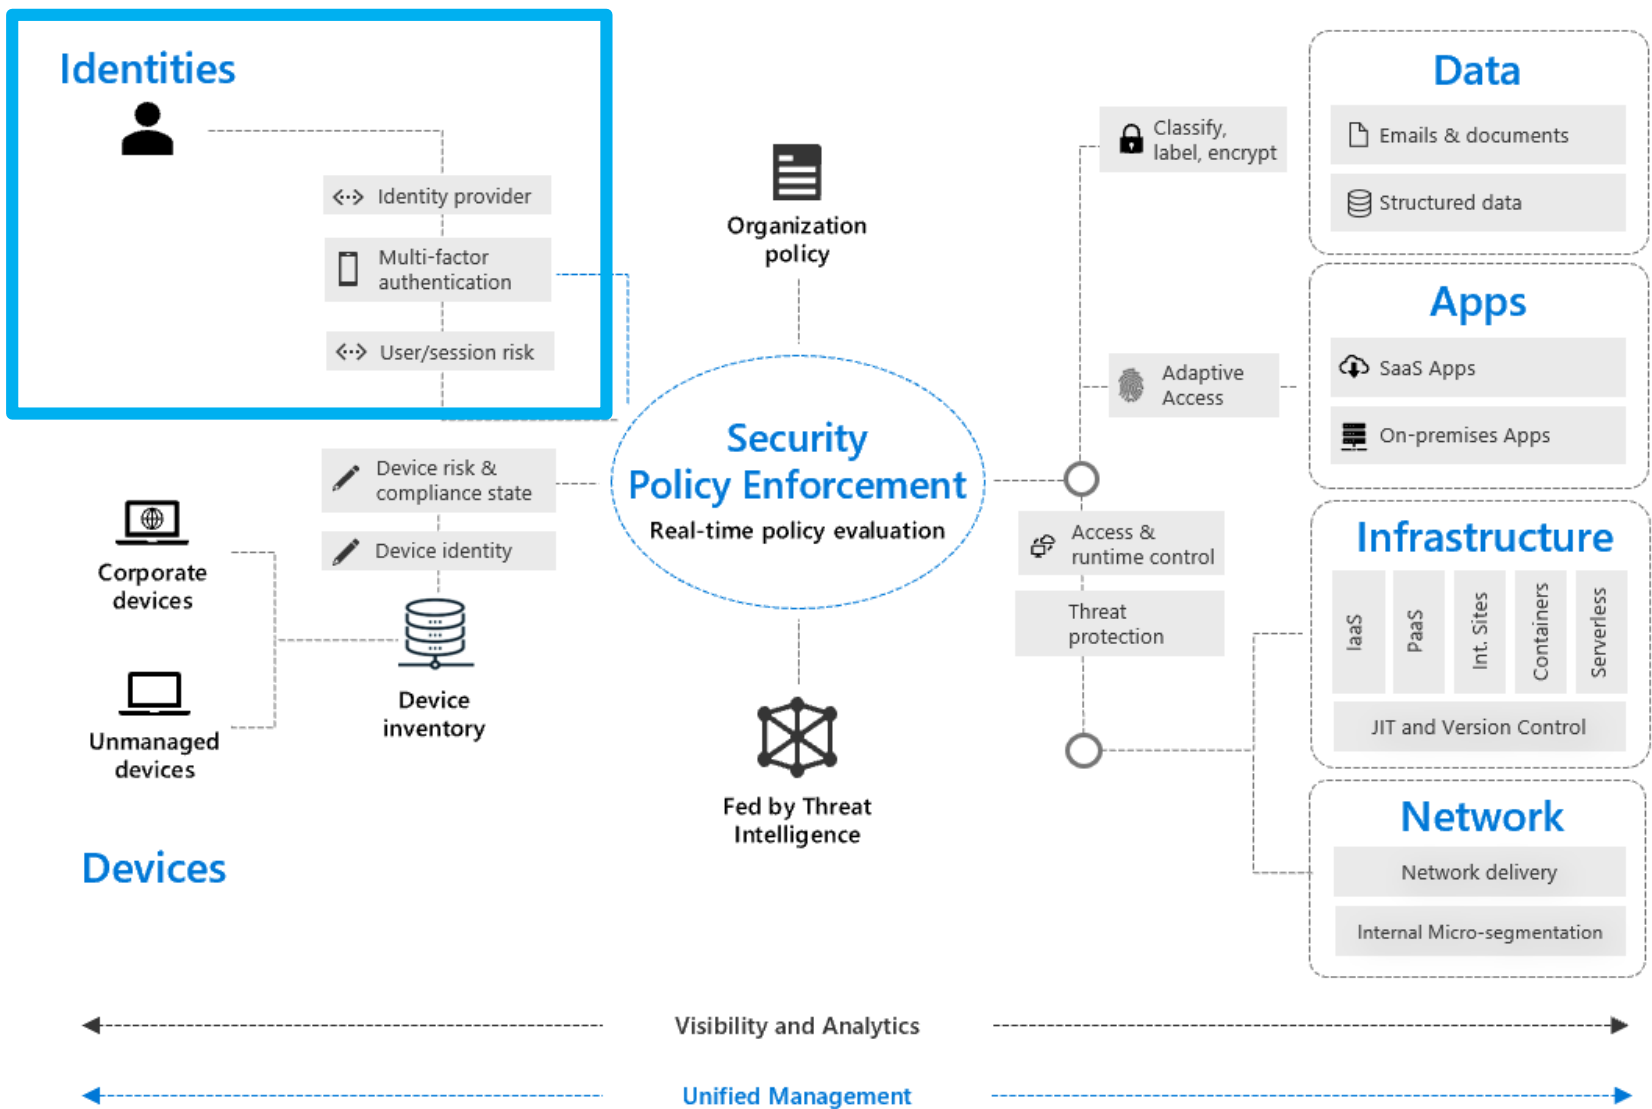 Identities
Identity provider
Multi-factor
authentication
User/session risk
Organization
policy
Security
Policy Enforcement
Real-time policy evaluation
Device risk &
compliance state
Device identity
Corporate
devices
Unmanaged
devices
Device
inventory
Devices
Fed by Threat
Intelligence
Classify,
label, encrypt
Adaptive
Access
Access &
runtime control
Threat
protection
Data
Emails & documents
Structured data
Apps
SaaS Apps
On-premises Apps
Infrastructure
IaaS
PaaS
Int. Sites
Containers
Serverless
JIT and Version Control
Network
Network delivery
Internal Micro-segmentation
Visibility and Analytics
Unified Management